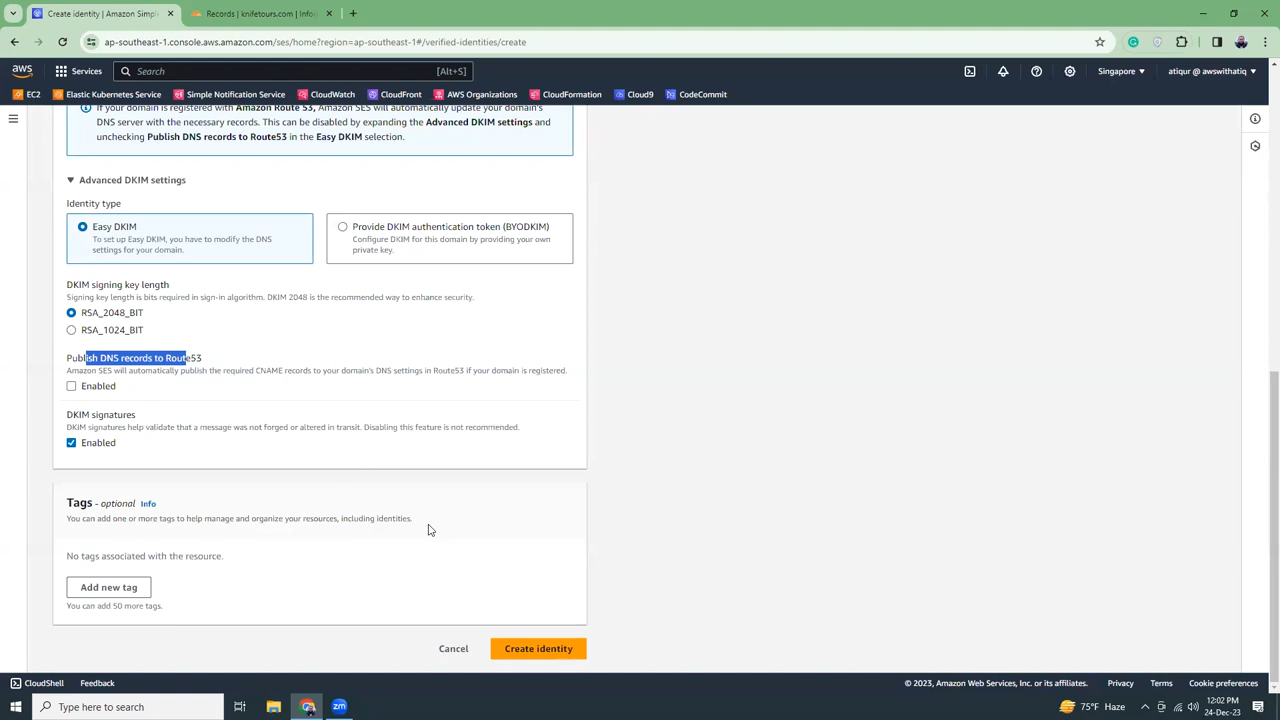 Create identity | Amazon Simpl
Records | knifetours.com | Info
ap-southeast-1.console.aws.amazon.com/ses/home?region=ap-southeast-1#/verified-identities/create
aws
Services
Search
[Alt+S]
Singapore
atiqur @ awswithatiq
EC2
Elastic Kubernetes Service
Simple Notification Service
CloudWatch
CloudFront
AWS Organizations
CloudFormation
Cloud9
CodeCommit
If your domain is registered with Amazon Route 53, Amazon SES will automatically update your domain's
DNS server with the necessary records. This can be disabled by expanding the Advanced DKIM settings and
unchecking Publish DNS records to Route53 in the Easy DKIM selection.
Advanced DKIM settings
Identity type
Easy DKIM
To set up Easy DKIM, you have to modify the DNS
settings for your domain.
Provide DKIM authentication token (BYODKIM)
Configure DKIM for this domain by providing your own
private key.
DKIM signing key length
Signing key length is bits required in sign-in algorithm. DKIM 2048 is the recommended way to enhance security.
RSA_2048_BIT
RSA_1024_BIT
Publish DNS records to Route53
Amazon SES will automatically publish the required CNAME records to your domain's DNS settings in Route53 if your domain is registered.
Enabled
DKIM signatures
DKIM signatures help validate that a message was not forged or altered in transit. Disabling this feature is not recommended.
Enabled
Tags - optional Info
You can add one or more tags to help manage and organize your resources, including identities.
No tags associated with the resource.
Add new tag
You can add 50 more tags.
Cancel
Create identity
CloudShell
Feedback
© 2023, Amazon Web Services, Inc. or its affiliates.
Privacy
Terms
Cookie preferences
Type here to search
zm
75°F Haze
12:02 PM
24-Dec-23